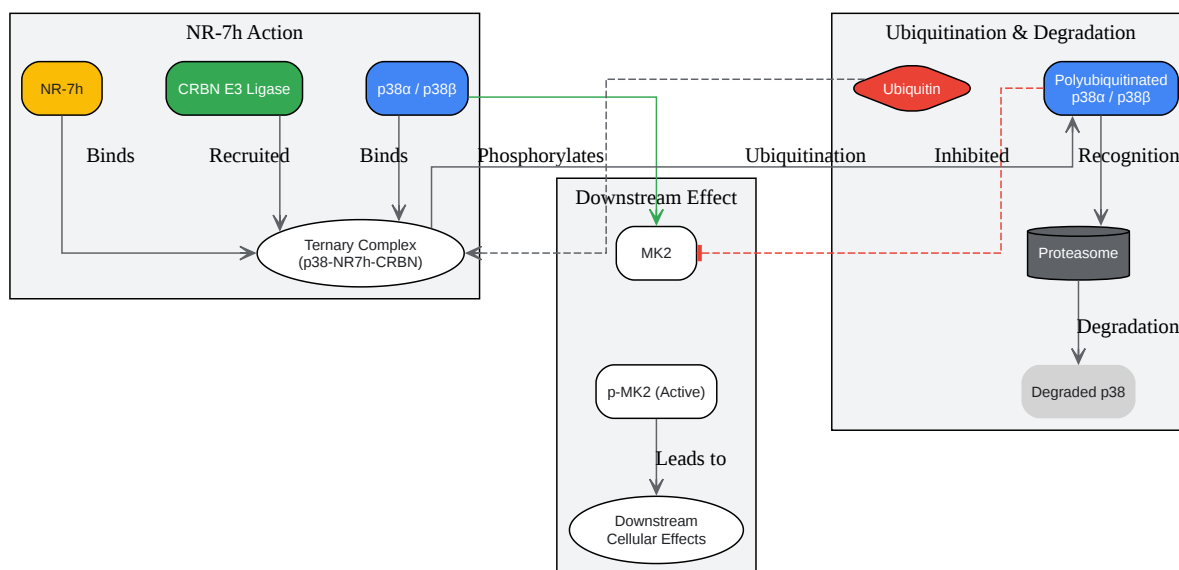 NR-7h Action
Ubiquitination & Degradation
NR-7h
CRBN E3 Ligase
p38α / p38β
Ubiquitin
Polyubiquitinated
p38α / p38β
Binds
Recruited
Binds
Phosphorylates
Ubiquitination
Inhibited
Recognition
Downstream Effect
Ternary Complex
(p38-NR7h-CRBN)
MK2
Proteasome
Degradation
p-MK2 (Active)
Degraded p38
Leads to
Downstream
Cellular Effects